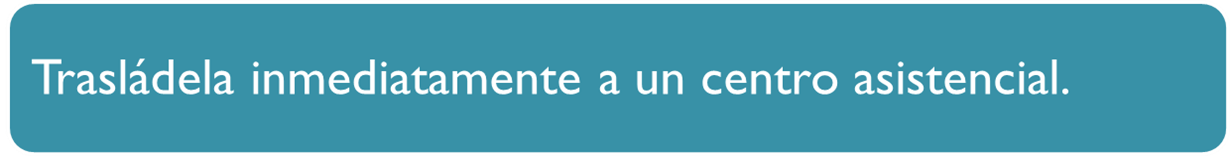 Trasládela inmediatamente a un centro asistencial.